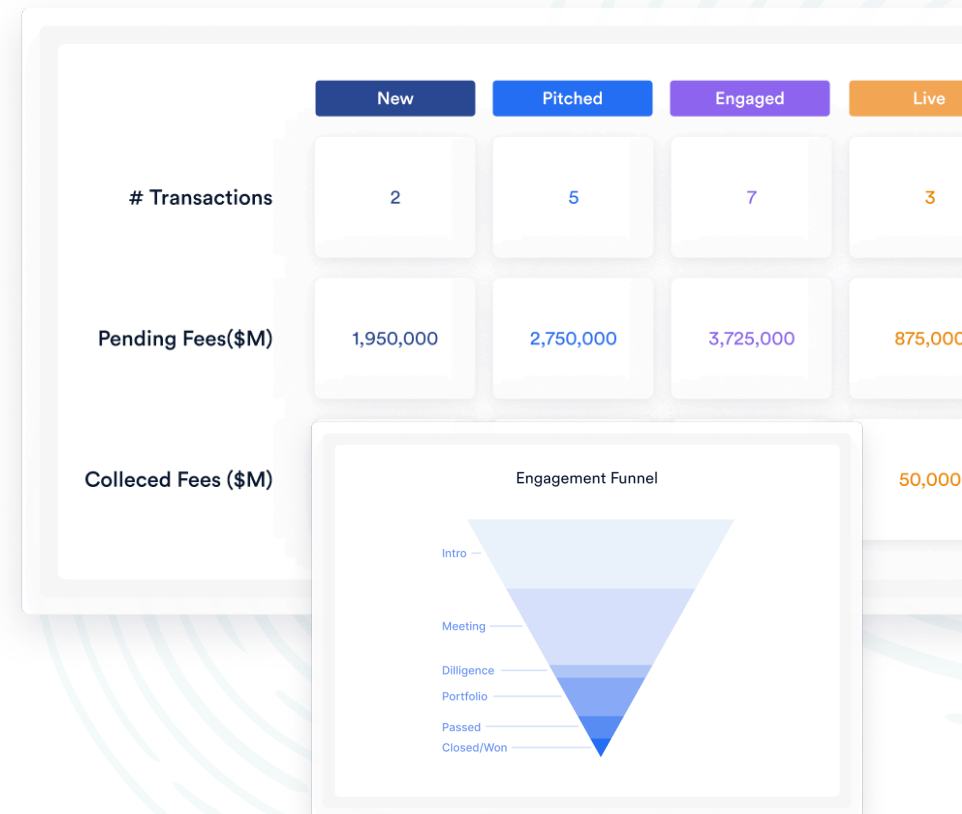 New Pitched Engaged Live
# Transactions 2 5 7 3
Pending Fees($M) 1,950,000 2,750,000 3,725,000 875,000
Colleced Fees ($M) 50,000
Engagement Funnel
Intro
Meeting
Dilligence
Portfolio
Passed
Closed/Won